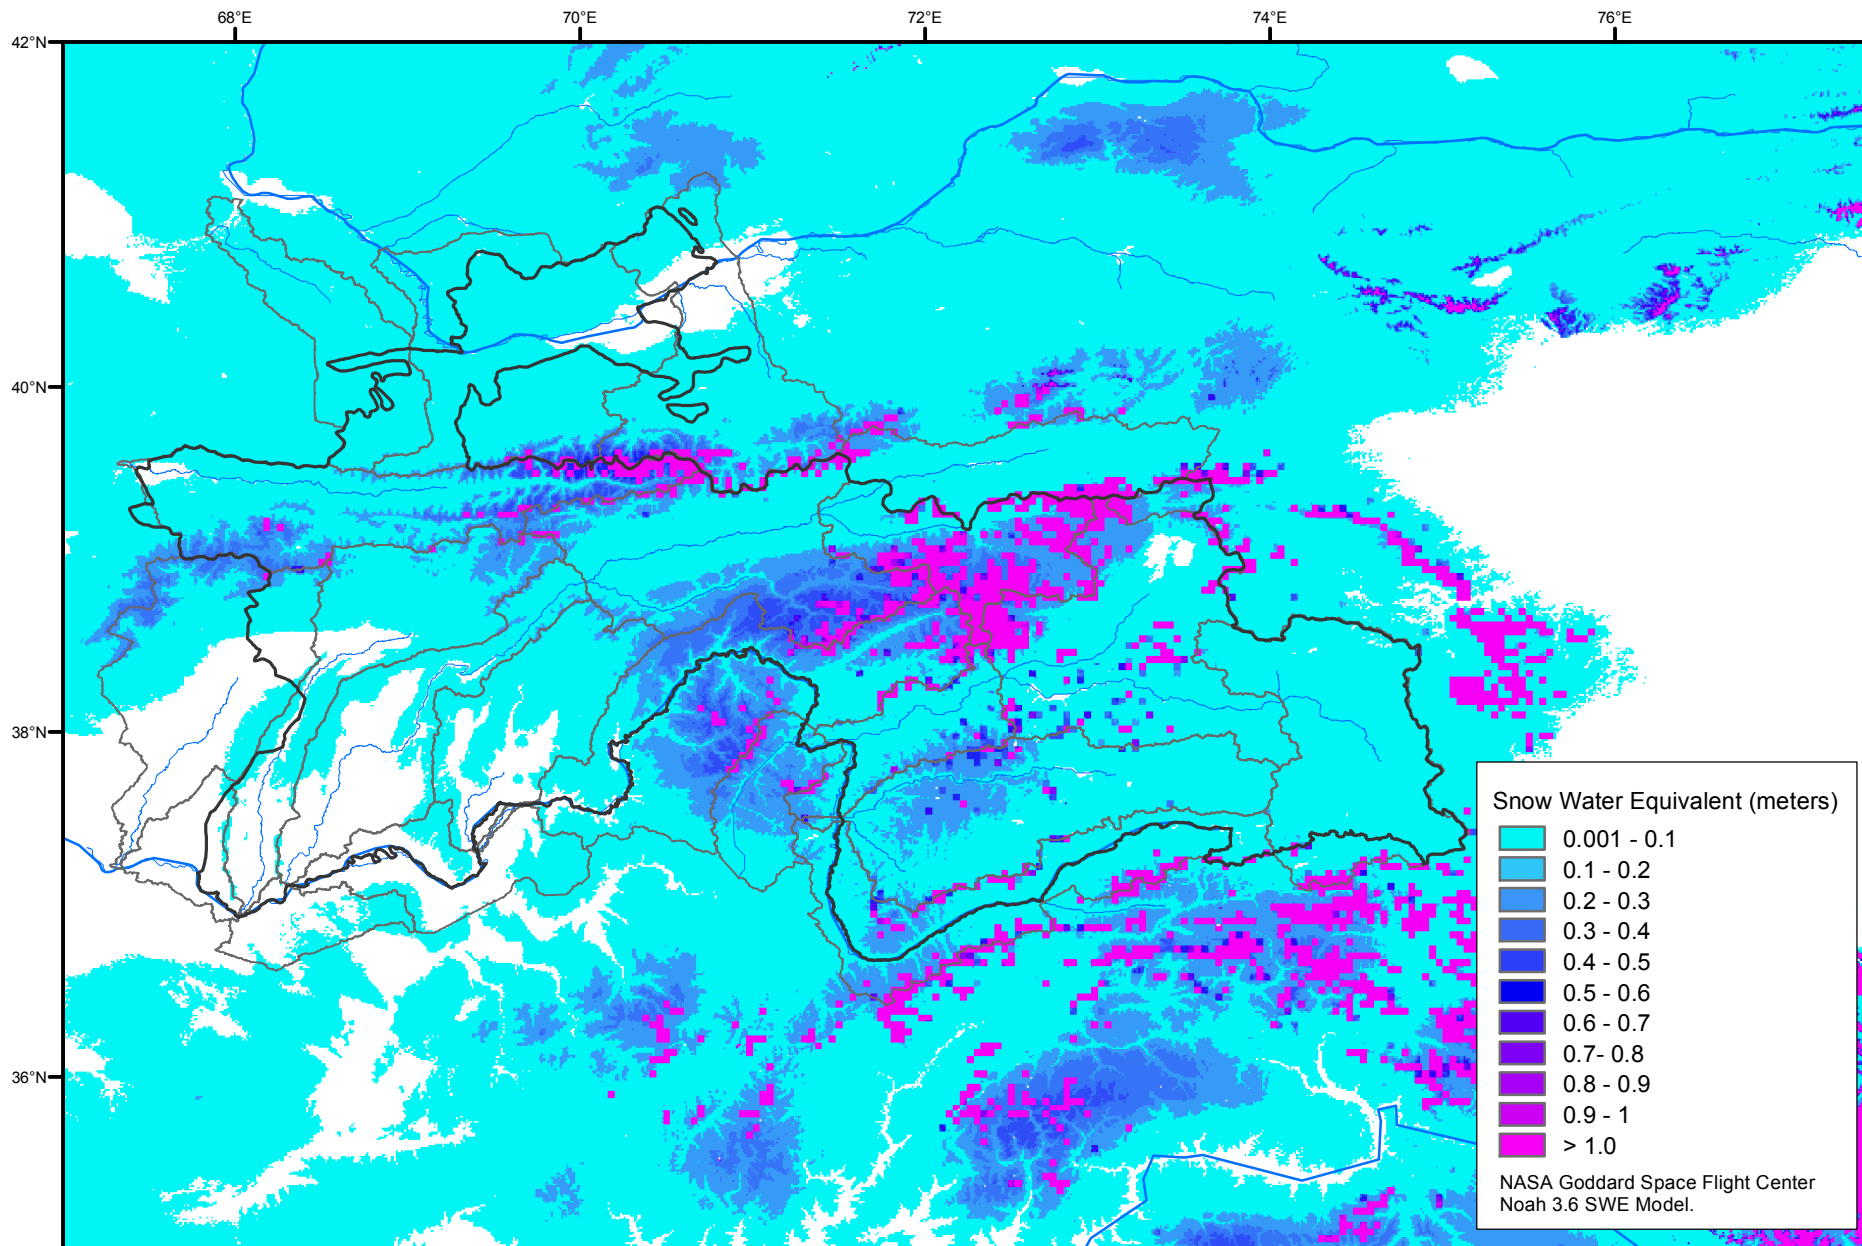 68°E 70°E 72°E 74°E 76°E
42°N
40°N
38°N
36°N
Snow Water Equivalent (meters)
0.001 - 0.1
0.1 - 0.2
0.2 - 0.3
0.3 - 0.4
0.4 - 0.5
0.5 - 0.6
0.6 - 0.7
0.7- 0.8
0.8 - 0.9
0.9 - 1
> 1.0
NASA Goddard Space Flight Center
Noah 3.6 SWE Model.